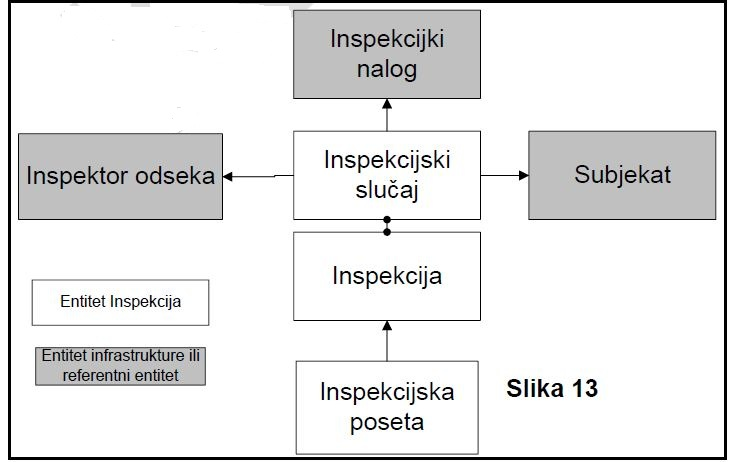 Inspekcijki
nalog
Inspektor odseka
Inspekcijski
slučaj
Subjekat
Inspekcija
Entitet Inspekcija
Entitet infrastrukture ili
referentni entitet
Inspekcijska
poseta
Slika 13